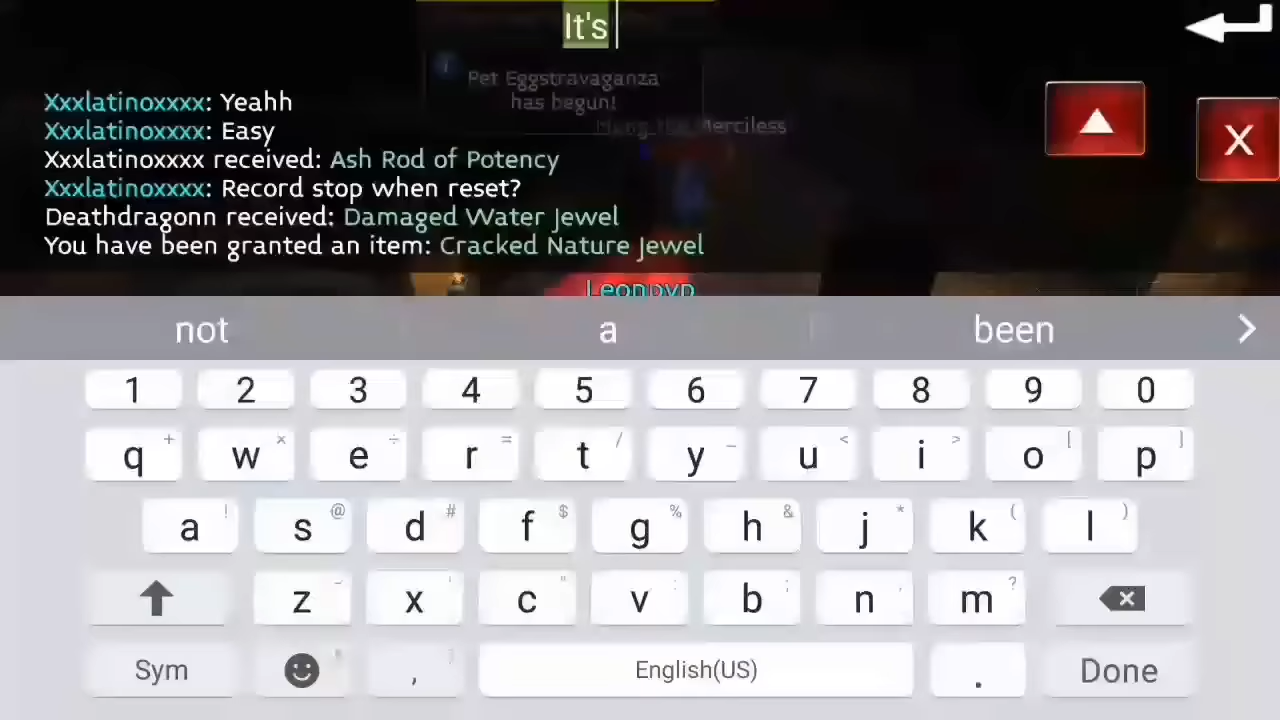 It's
Pet Eggstravaganza
has begun!
Merciless
Xxxlatinoxxxx: Yeahh
Xxxlatinoxxxx: Easy
Xxxlatinoxxxx received: Ash Rod of Potency
Xxxlatinoxxxx: Record stop when reset?
Deathdragonn received: Damaged Water Jewel
You have been granted an item: Cracked Nature Jewel
X
Leonpvp
not a been
1 2 3 4 5 6 7 8 9 0
q + w × e ÷ r = t / y _ u < i > o [ p ]
a ! s @ d # f $ g % h & j * k ( l )
z - x ' c " v : b ; n , m ?
Sym , English(US) . Done